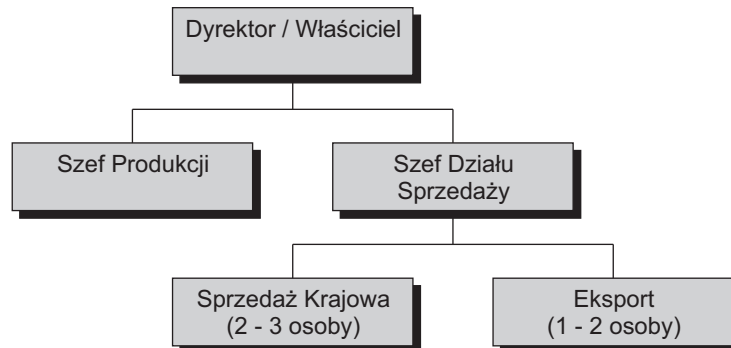 Dyrektor / Właściciel
Szef Produkcji
Szef Działu
Sprzedaży
Sprzedaż Krajowa
(2 - 3 osoby)
Eksport
(1 - 2 osoby)